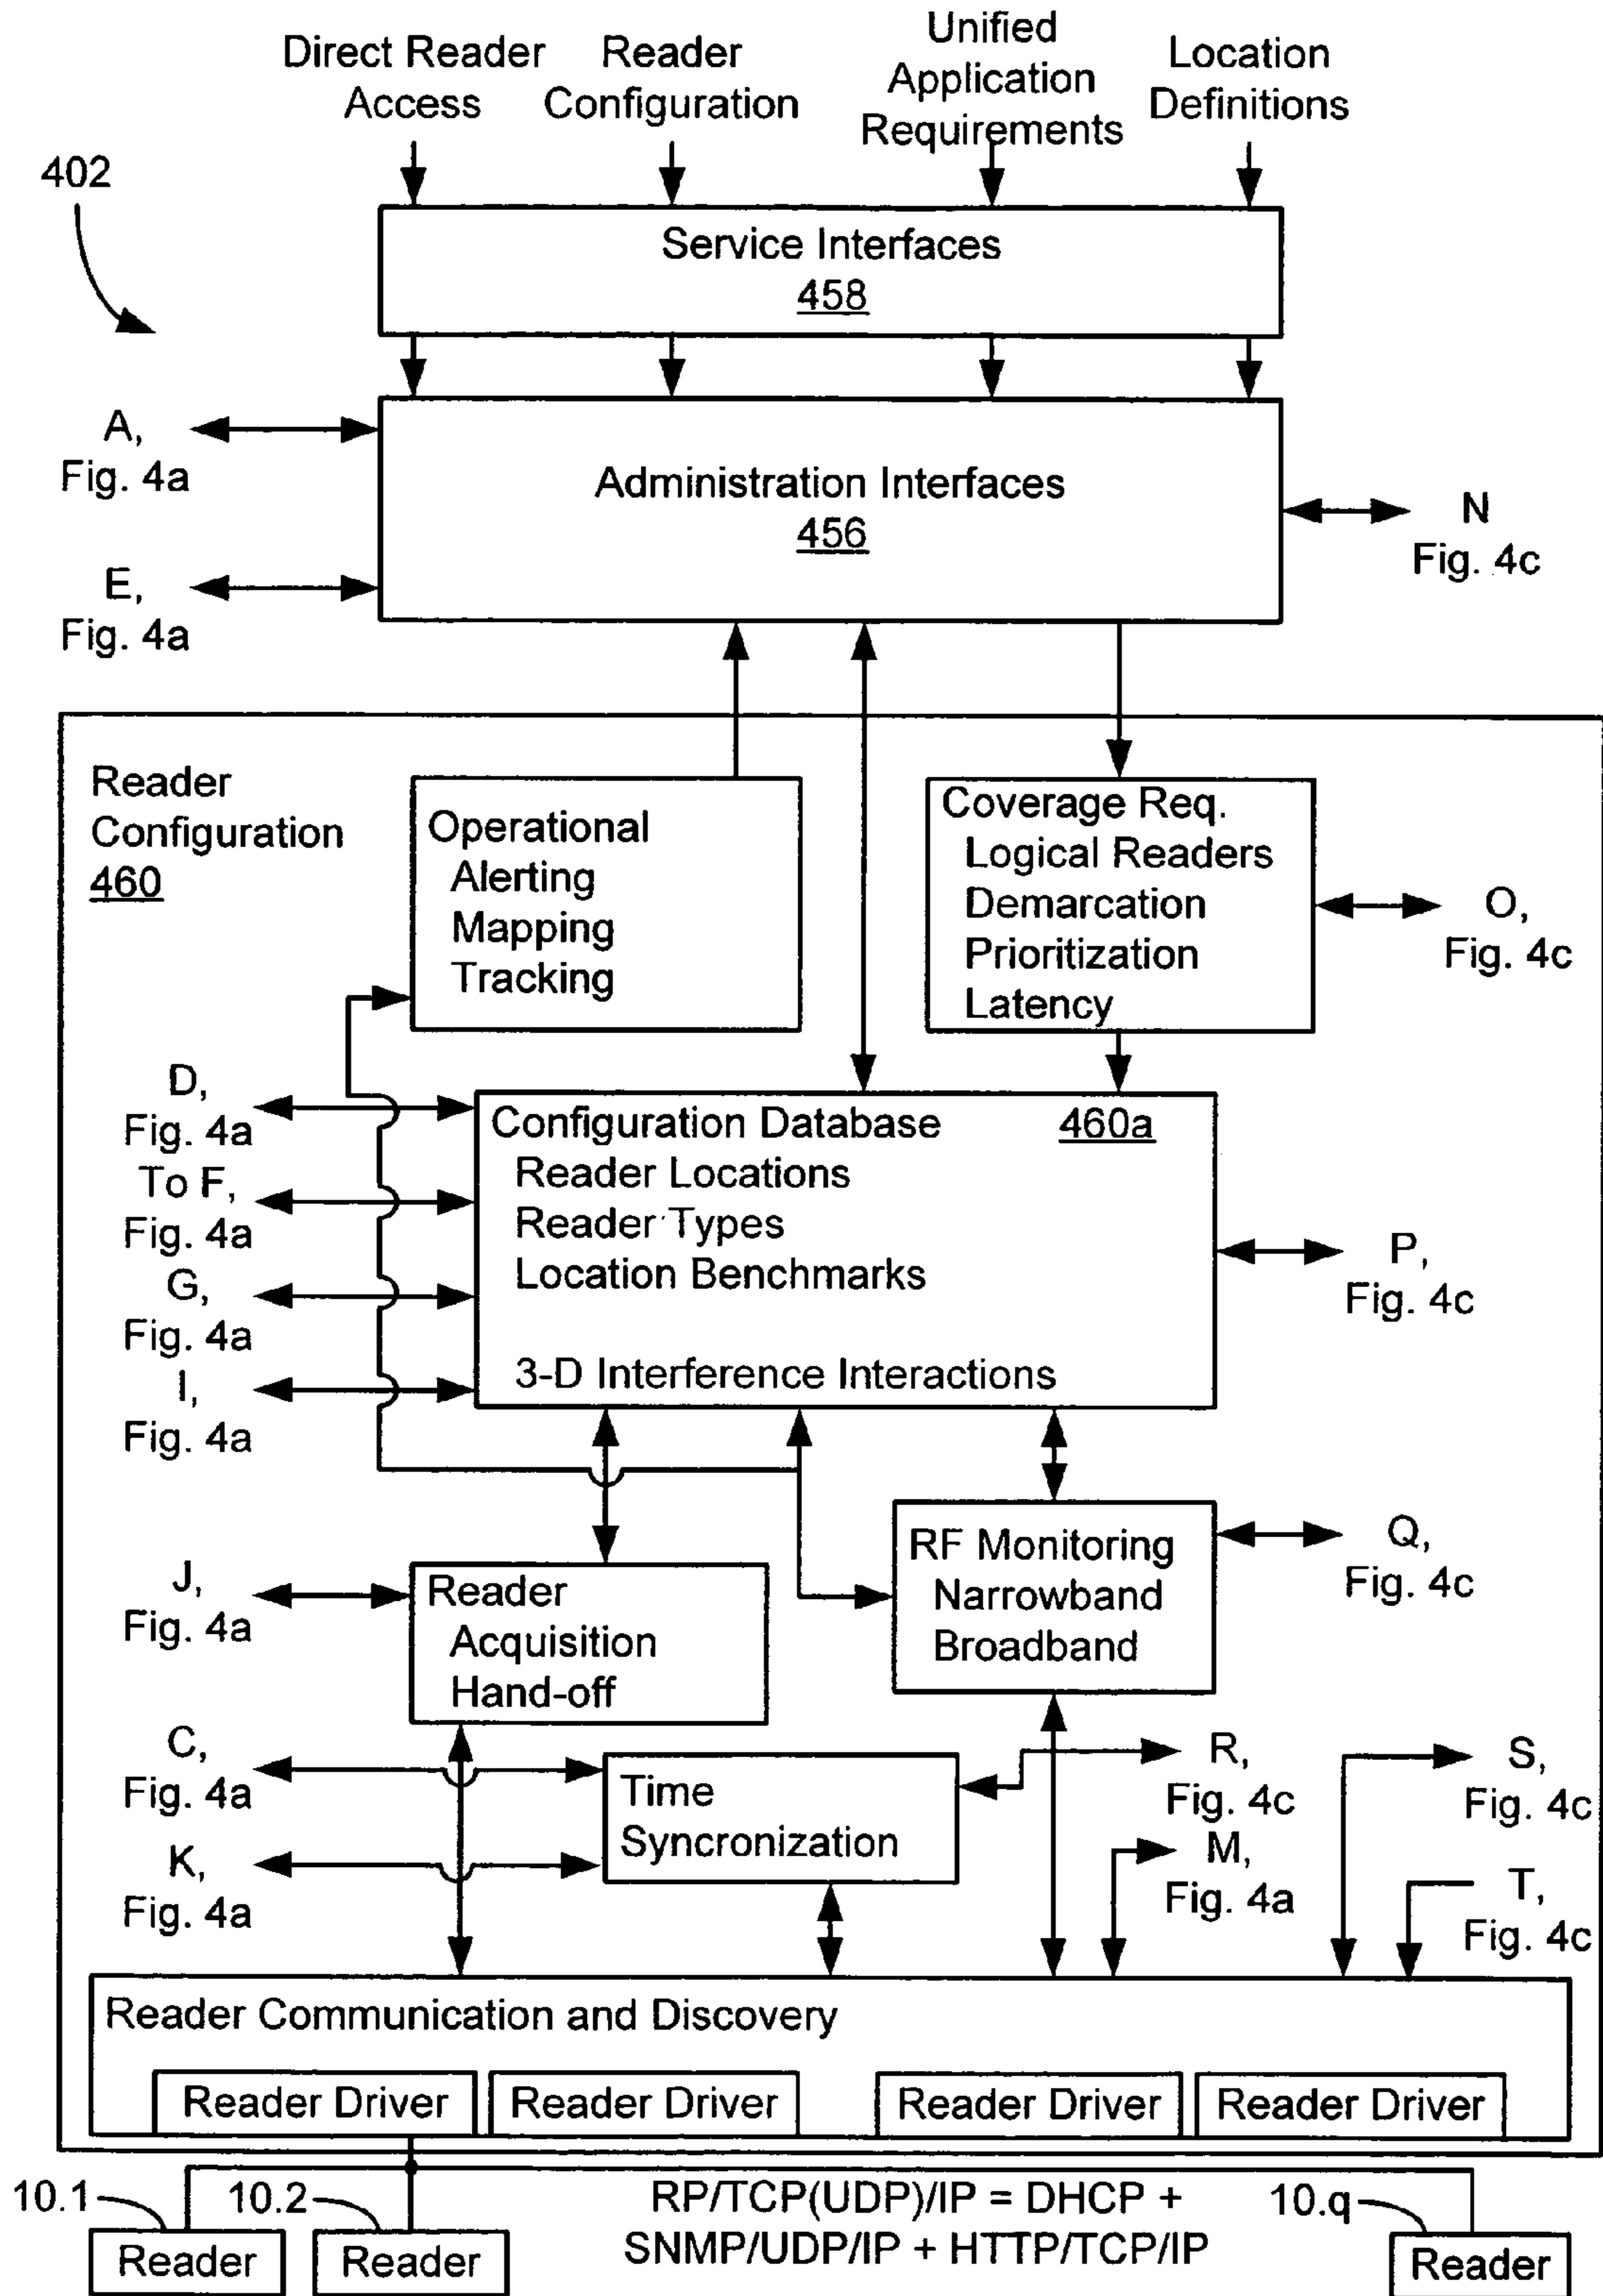 Direct Reader
Access
Reader
Configuration
Unified
Application
Requirements
Location
Definitions
402
Service Interfaces
458
A,
Fig. 4a
Administration Interfaces
456
N
Fig. 4c
E,
Fig. 4a
Reader
Configuration
460
Operational
Alerting
Mapping
Tracking
Coverage Req.
Logical Readers
Demarcation
Prioritization
Latency
O,
Fig. 4c
D,
Fig. 4a
To F,
Fig. 4a
G,
Fig. 4a
I,
Fig. 4a
Configuration Database 460a
Reader Locations
Reader Types
Location Benchmarks
3-D Interference Interactions
P,
Fig. 4c
J,
Fig. 4a
Reader
Acquisition
Hand-off
RF Monitoring
Narrowband
Broadband
Q,
Fig. 4c
C,
Fig. 4a
K,
Fig. 4a
Time
Syncronization
R,
Fig. 4c
M,
Fig. 4a
S,
Fig. 4c
T,
Fig. 4c
Reader Communication and Discovery
Reader Driver
Reader Driver
Reader Driver
Reader Driver
10.1
10.2
RP/TCP(UDP)/IP = DHCP +
SNMP/UDP/IP + HTTP/TCP/IP
10.q
Reader
Reader
Reader